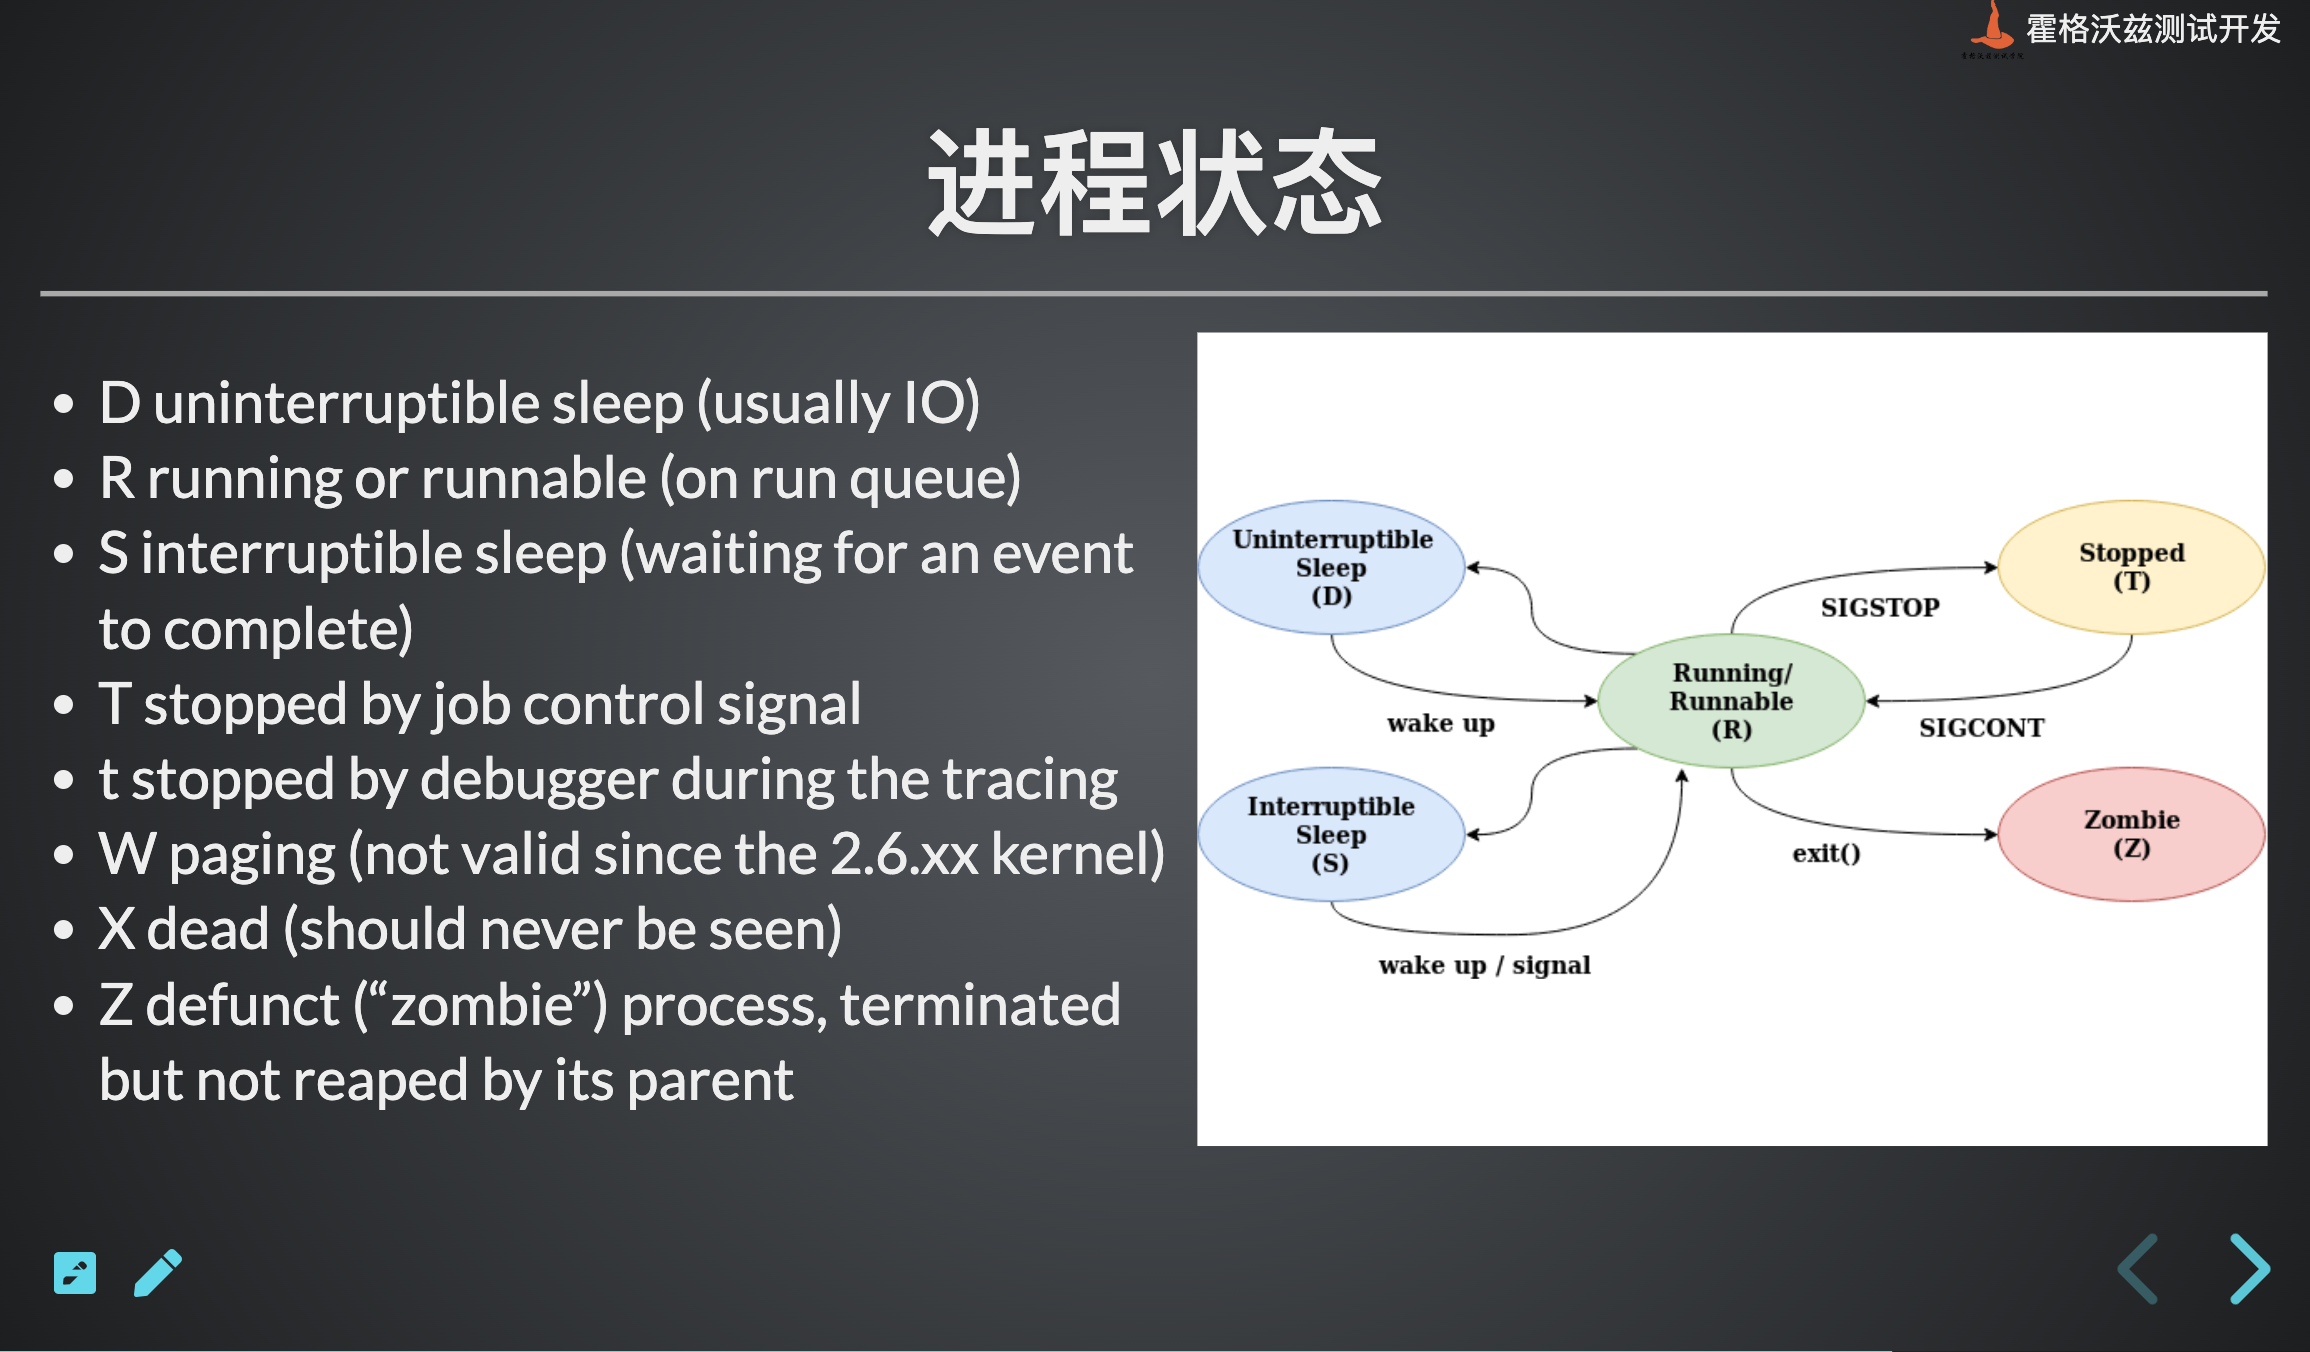 霍格沃兹测试开发
进程状态
D uninterruptible sleep (usually IO)
R running or runnable (on run queue)
S interruptible sleep (waiting for an event
to complete)
T stopped by job control signal
t stopped by debugger during the tracing
W paging (not valid since the 2.6.xx kernel)
X dead (should never be seen)
Z defunct (“zombie”) process, terminated
but not reaped by its parent
Uninterruptible
Sleep
(D)
Stopped
(T)
SIGSTOP
Running/
Runnable
(R)
wake up
SIGCONT
Interruptible
Sleep
(S)
Zombie
(Z)
exit()
wake up / signal